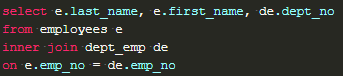 select e.last_name, e.first_name, de.dept_no
from employees e
inner join dept_emp de
on e.emp_no = de.emp_no